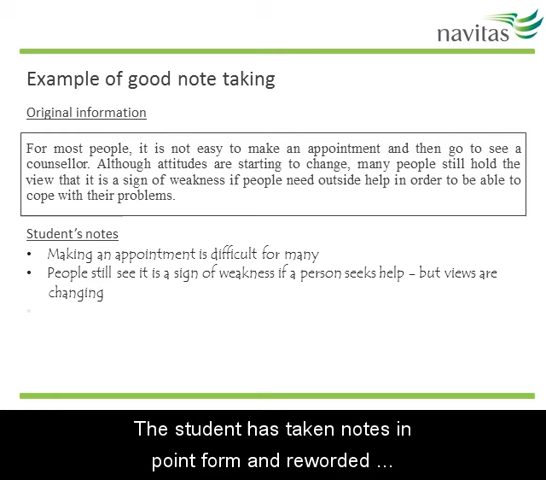 navitas
Example of good note taking
Original information
For most people, it is not easy to make an appointment and then go to see a
counsellor. Although attitudes are starting to change, many people still hold the
view that it is a sign of weakness if people need outside help in order to be able to
cope with their problems.
Student's notes
• Making an appointment is difficult for many
• People still see it is a sign of weakness if a person seeks help – but views are
changing
The student has taken notes in
point form and reworded ...